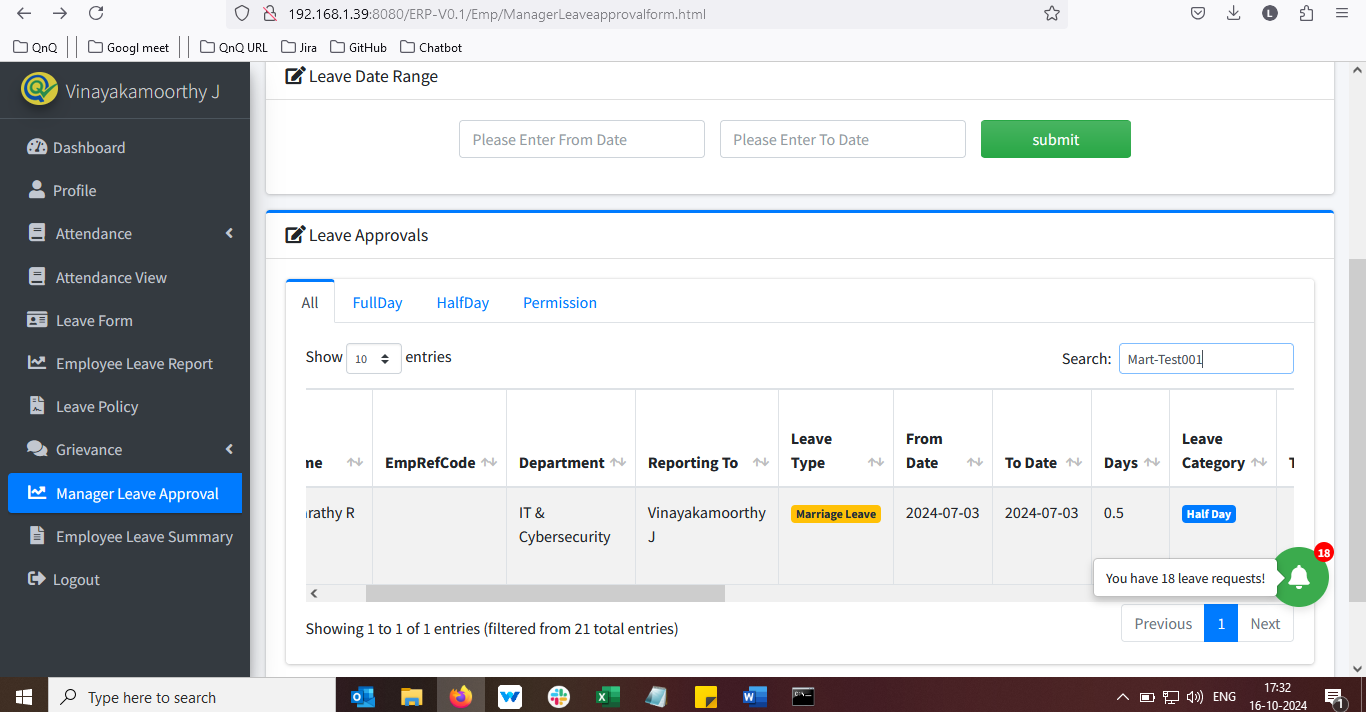 192.168.1.39:8080/ERP-V0.1/Emp/ManagerLeaveapprovalform.html
L
QnQ
Googl meet
QnQ URL
Jira
GitHub
Chatbot
Vinayakamoorthy J
Dashboard
Profile
Attendance
Attendance View
Leave Form
Employee Leave Report
Leave Policy
Grievance
Manager Leave Approval
Employee Leave Summary
Logout
Leave Date Range
Please Enter From Date
Please Enter To Date
submit
Leave Approvals
All
FullDay
HalfDay
Permission
Show 10 entries
Search: Mart-Test001
ne
EmpRefCode
Department
Reporting To
Leave
Type
From
Date
To Date
Days
Leave
Category
rathy R
IT &
Cybersecurity
Vinayakamoorthy
J
Marriage Leave
2024-07-03
2024-07-03
0.5
Half Day
18
You have 18 leave requests!
Showing 1 to 1 of 1 entries (filtered from 21 total entries)
Previous
1
Next
Type here to search
ENG
17:32
16-10-2024
1